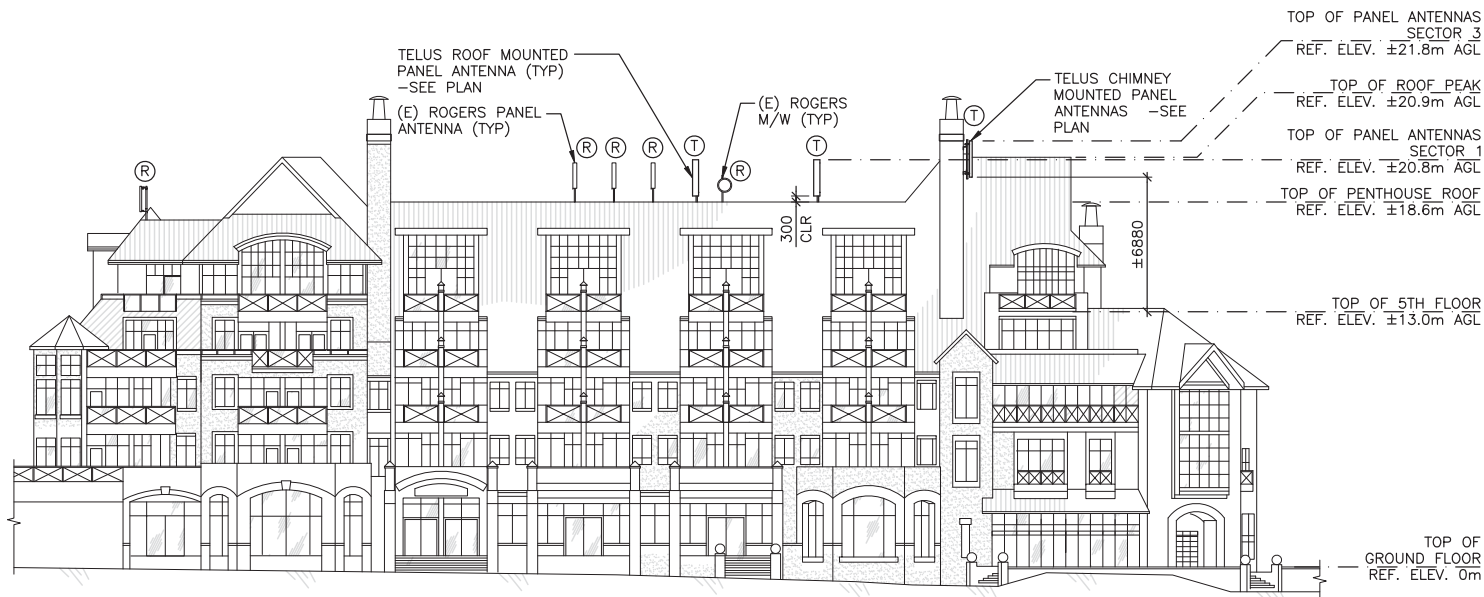 TOP OF PANEL ANTENNAS
SECTOR 3
REF. ELEV. ±21.8m AGL
TELUS ROOF MOUNTED
PANEL ANTENNA (TYP)
-SEE PLAN
(E) ROGERS PANEL
ANTENNA (TYP)
(E) ROGERS
M/W (TYP)
TELUS CHIMNEY
MOUNTED PANEL
ANTENNAS -SEE
PLAN
TOP OF ROOF PEAK
REF. ELEV. ±20.9m AGL
T
R
R
R
T
R
T
R
TOP OF PANEL ANTENNAS
SECTOR 1
REF. ELEV. ±20.8m AGL
TOP OF PENTHOUSE ROOF
REF. ELEV. ±18.6m AGL
300
CLR
±6880
TOP OF 5TH FLOOR
REF. ELEV. ±13.0m AGL
TOP OF
GROUND FLOOR
REF. ELEV. 0m